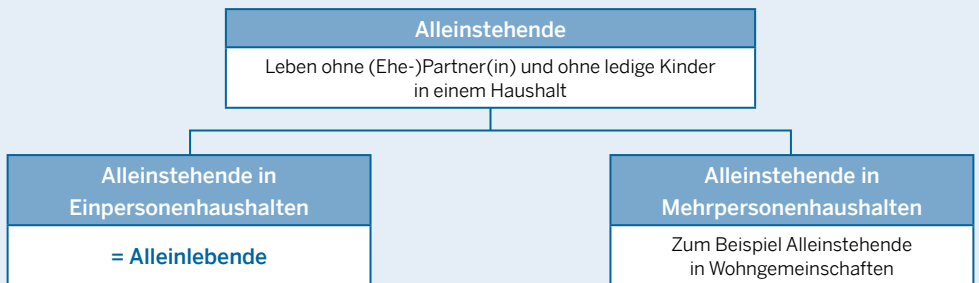 Alleinstehende
Leben ohne (Ehe-)Partner(in) und ohne ledige Kinder
in einem Haushalt
Alleinstehende in
Einpersonenhaushalten
= Alleinlebende
Alleinstehende in
Mehrpersonenhaushalten
Zum Beispiel Alleinstehende
in Wohngemeinschaften